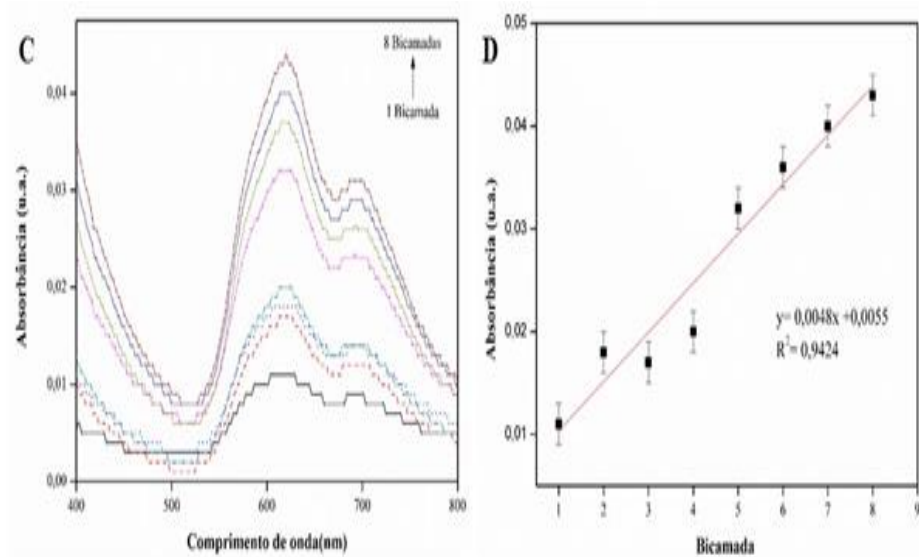 C
8 Bicamadas
1 Bicamada
Absorbância (u.a.)
0,04
0,03
0,02
0,01
0,00
400
500
600
700
800
Comprimento de onda(nm)
D
Absorbância (u.a.)
0.05
0.04
0.03
0.02
0.01
y= 0,0048x +0,0055
R²= 0,9424
1
2
3
4
5
6
7
8
9
Bicamada